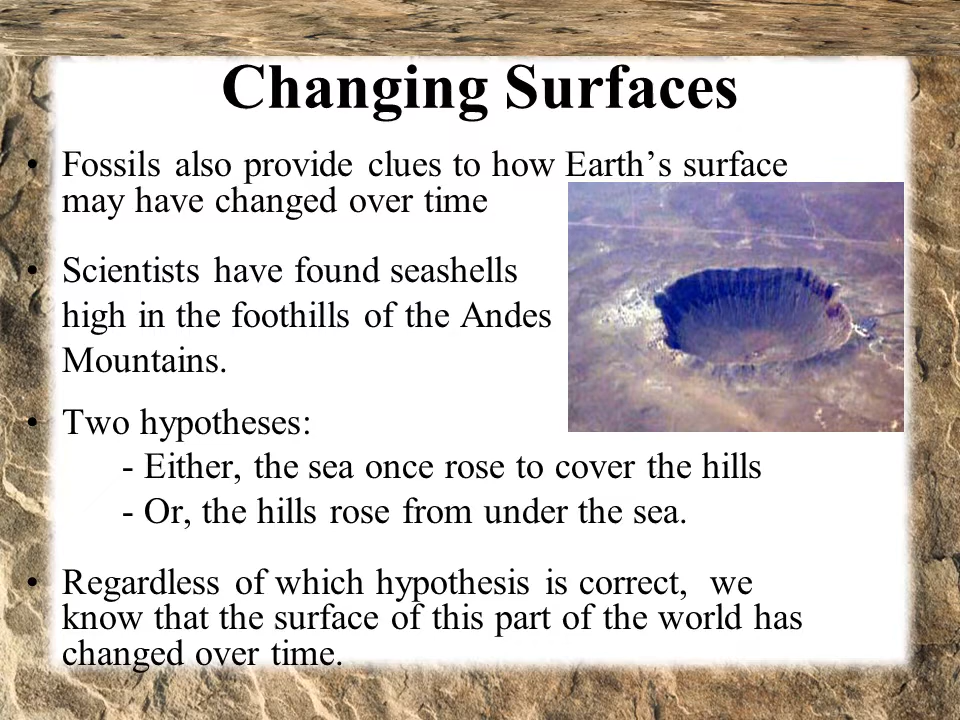 Changing Surfaces
• Fossils also provide clues to how Earth’s surface
may have changed over time
• Scientists have found seashells
high in the foothills of the Andes
Mountains.
• Two hypotheses:
- Either, the sea once rose to cover the hills
- Or, the hills rose from under the sea.
• Regardless of which hypothesis is correct,  we
know that the surface of this part of the world has
changed over time.